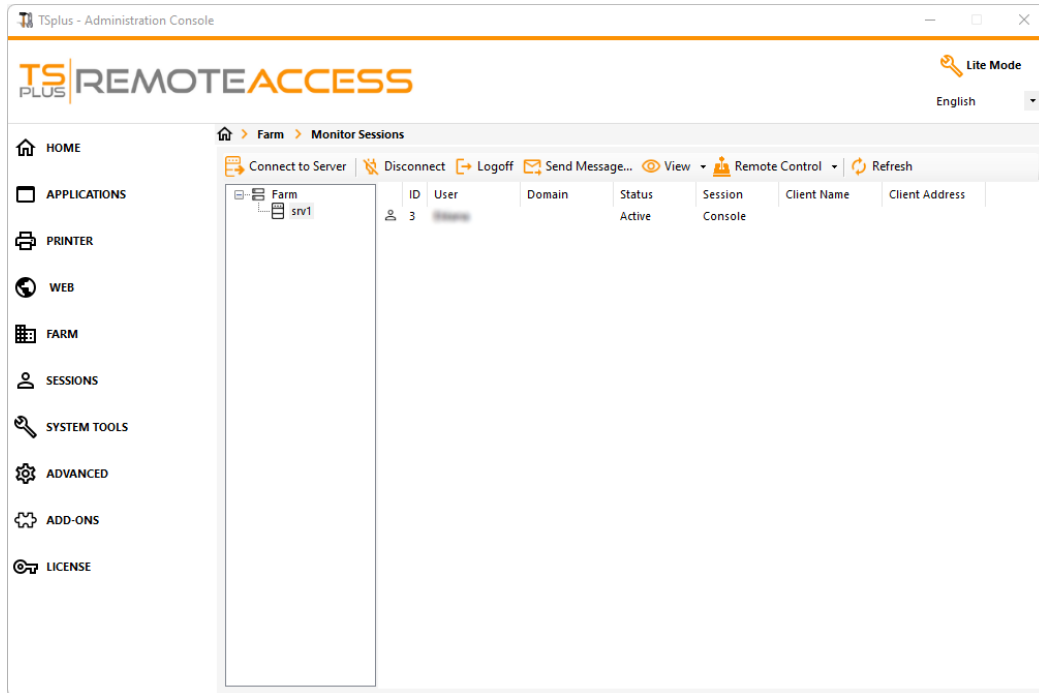 TSplus - Administration Console
TS PLUS REMOTEACCESS
Lite Mode
English
HOME
APPLICATIONS
PRINTER
WEB
FARM
SESSIONS
SYSTEM TOOLS
ADVANCED
ADD-ONS
LICENSE
> Farm > Monitor Sessions
Connect to Server Disconnect Logoff Send Message... View Remote Control Refresh
Farm
srv1
ID User Domain Status Session Client Name Client Address
3 Active Console